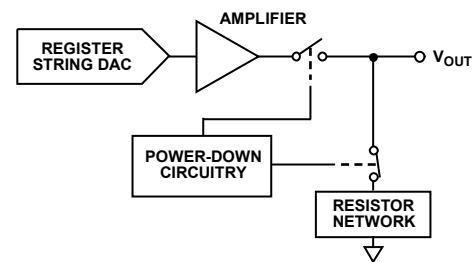 AMPLIFIER
REGISTER
STRING DAC
VOUT
POWER-DOWN
CIRCUITRY
RESISTOR
NETWORK